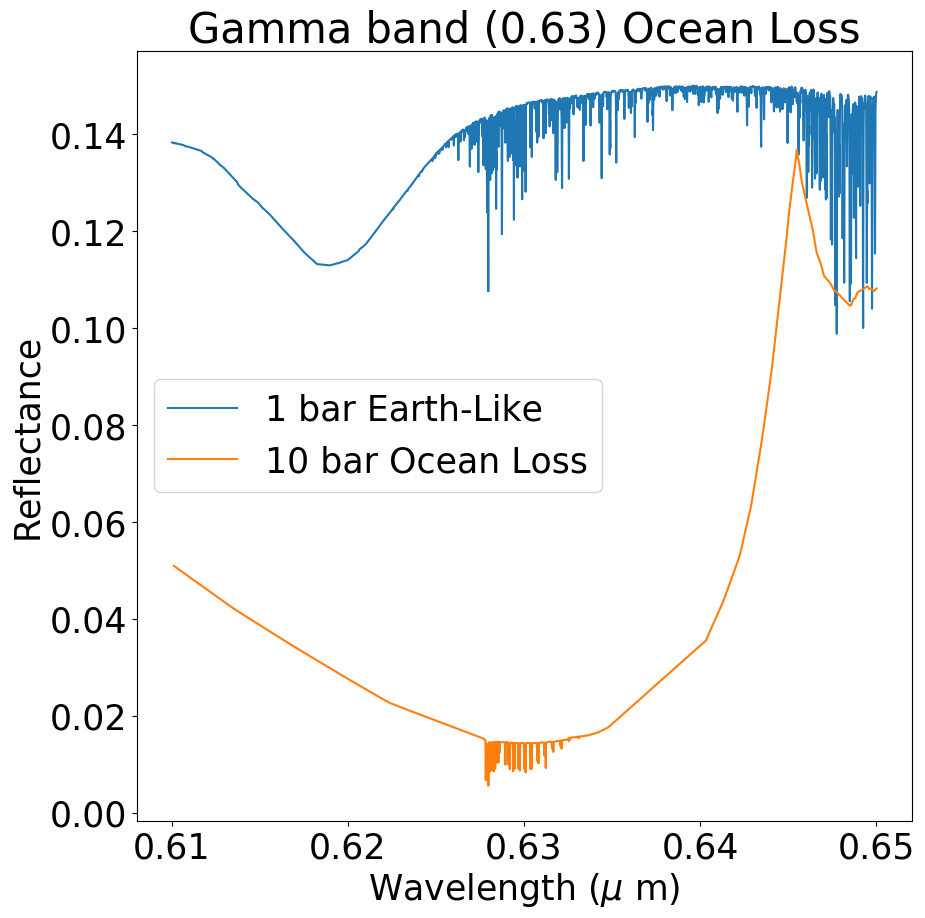 Gamma band (0.63) Ocean Loss
0.14
0.12
0.10
0.08
0.06
0.04
0.02
0.00
Reflectance
1 bar Earth-Like
10 bar Ocean Loss
0.61 0.62 0.63 0.64 0.65
Wavelength (μ m)